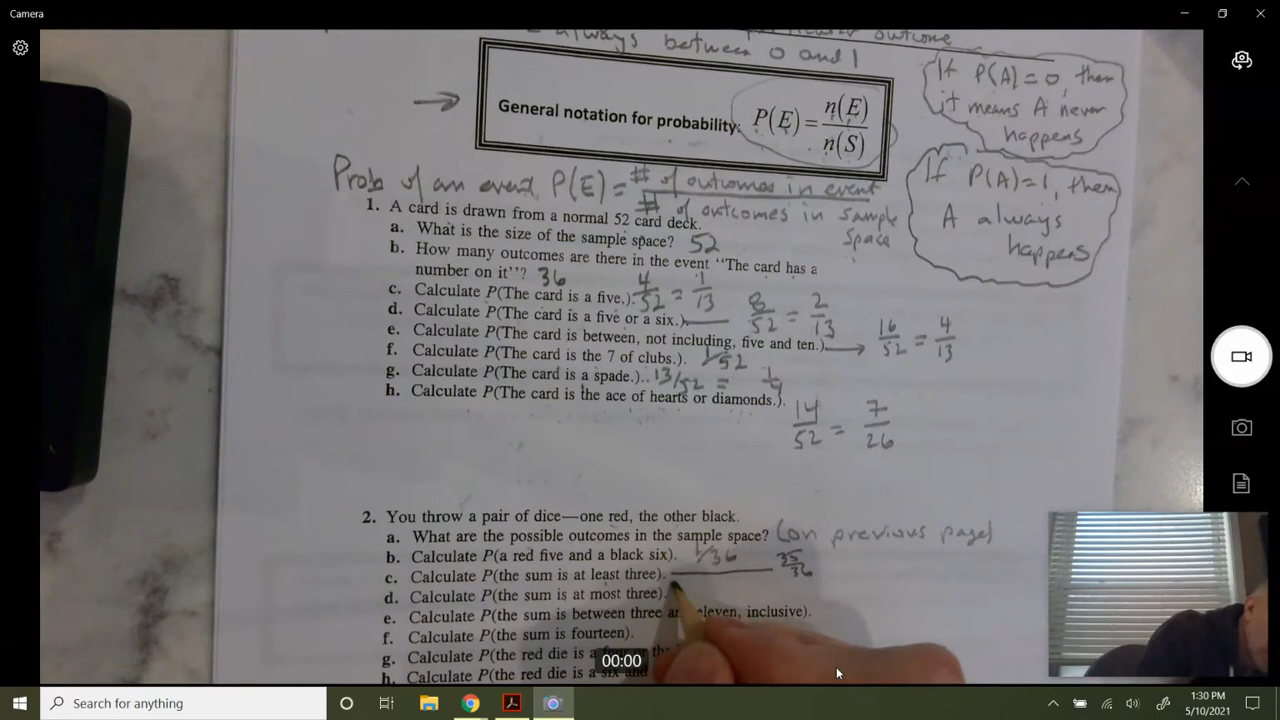 Camera
always between 0 and 1
outcome
If P(A)=0, then
it means A never
happens
General notation for probability: P(E) = n(E) / n(S)
If P(A)=1, then
A always
happens
Prob of an event P(E) = # of outcomes in event
# of outcomes in sample
space
1. A card is drawn from a normal 52 card deck.
a. What is the size of the sample space? 52
b. How many outcomes are there in the event "The card has a
number on it"? 36
c. Calculate P(The card is a five.) 4/52 = 1/13
d. Calculate P(The card is a five or a six.) 8/52 = 2/13
e. Calculate P(The card is between, not including, five and ten.) → 16/52 = 4/13
f. Calculate P(The card is the 7 of clubs.). 1/52
g. Calculate P(The card is a spade.). 13/52 = 1/4
h. Calculate P(The card is the ace of hearts or diamonds.). 14/52 = 7/26
2. You throw a pair of dice—one red, the other black.
a. What are the possible outcomes in the sample space? (on previous page)
b. Calculate P(a red five and a black six). 1/36
c. Calculate P(the sum is at least three). 35/36
d. Calculate P(the sum is at most three).
e. Calculate P(the sum is between three eleven, inclusive).
f. Calculate P(the sum is fourteen).
g. Calculate P(the red die is a
h. Calculate P(the red die is a six and
00:00
Search for anything
1:30 PM
5/10/2021